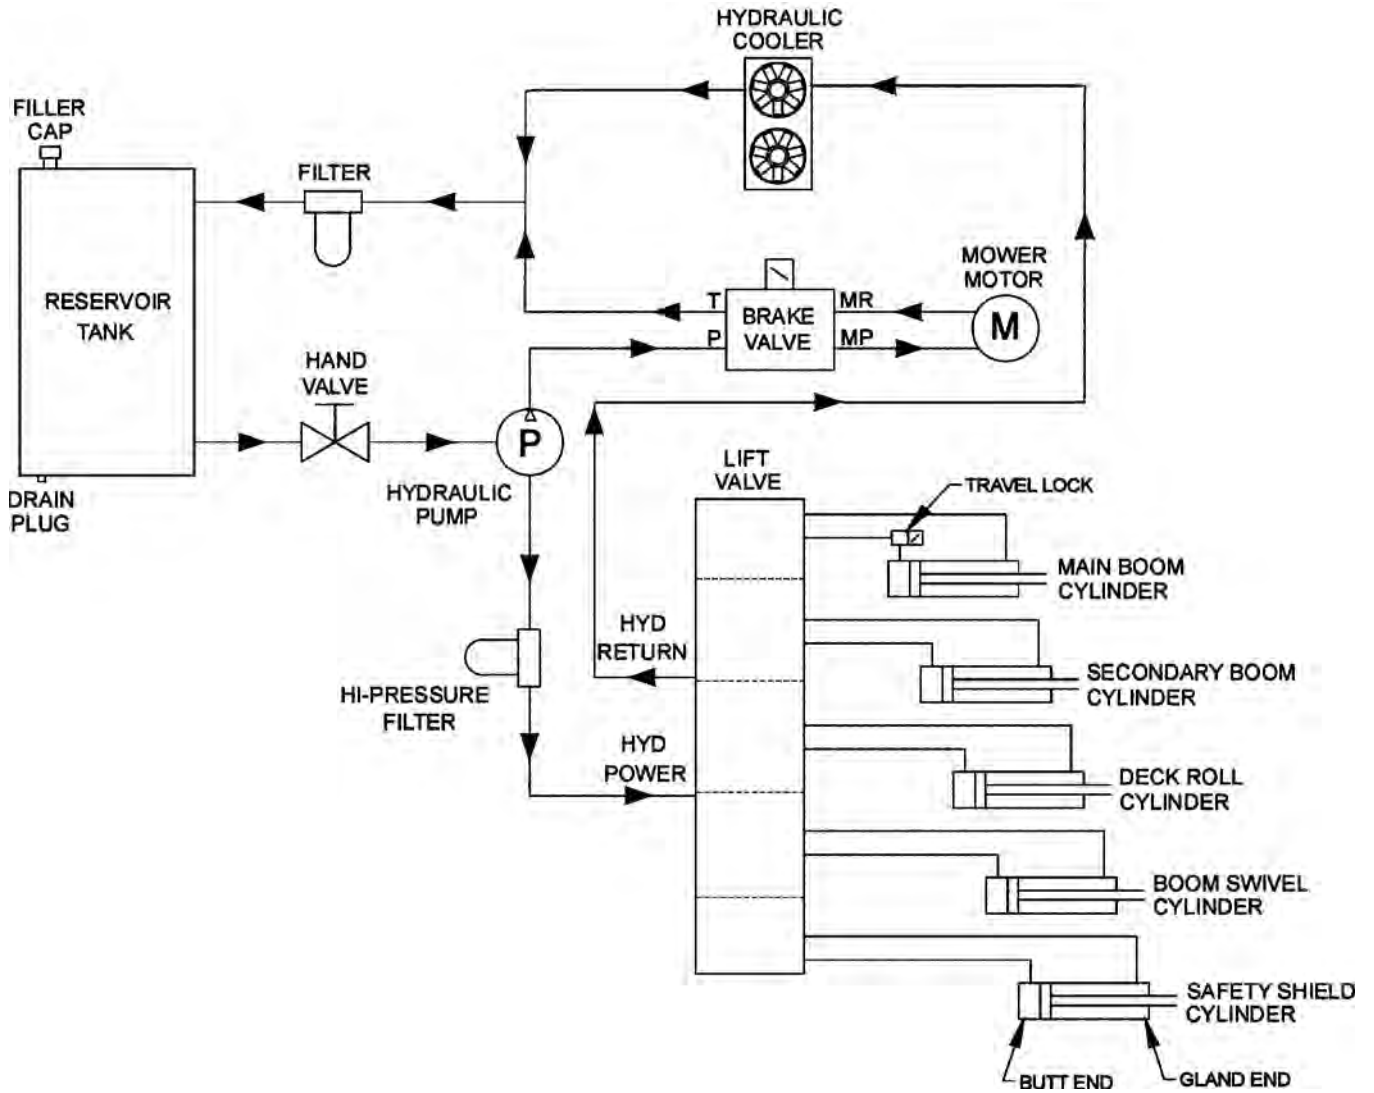 HYDRAULIC
COOLER
FILLER
CAP
FILTER
RESERVOIR
TANK
MOWER
MOTOR
T
MR
BRAKE
VALVE
M
P
MP
HAND
VALVE
P
HYDRAULIC
PUMP
DRAIN
PLUG
LIFT
VALVE
TRAVEL LOCK
MAIN BOOM
CYLINDER
HYD
RETURN
SECONDARY BOOM
CYLINDER
HI-PRESSURE
FILTER
HYD
POWER
DECK ROLL
CYLINDER
BOOM SWIVEL
CYLINDER
SAFETY SHIELD
CYLINDER
BUTT END
GLAND END